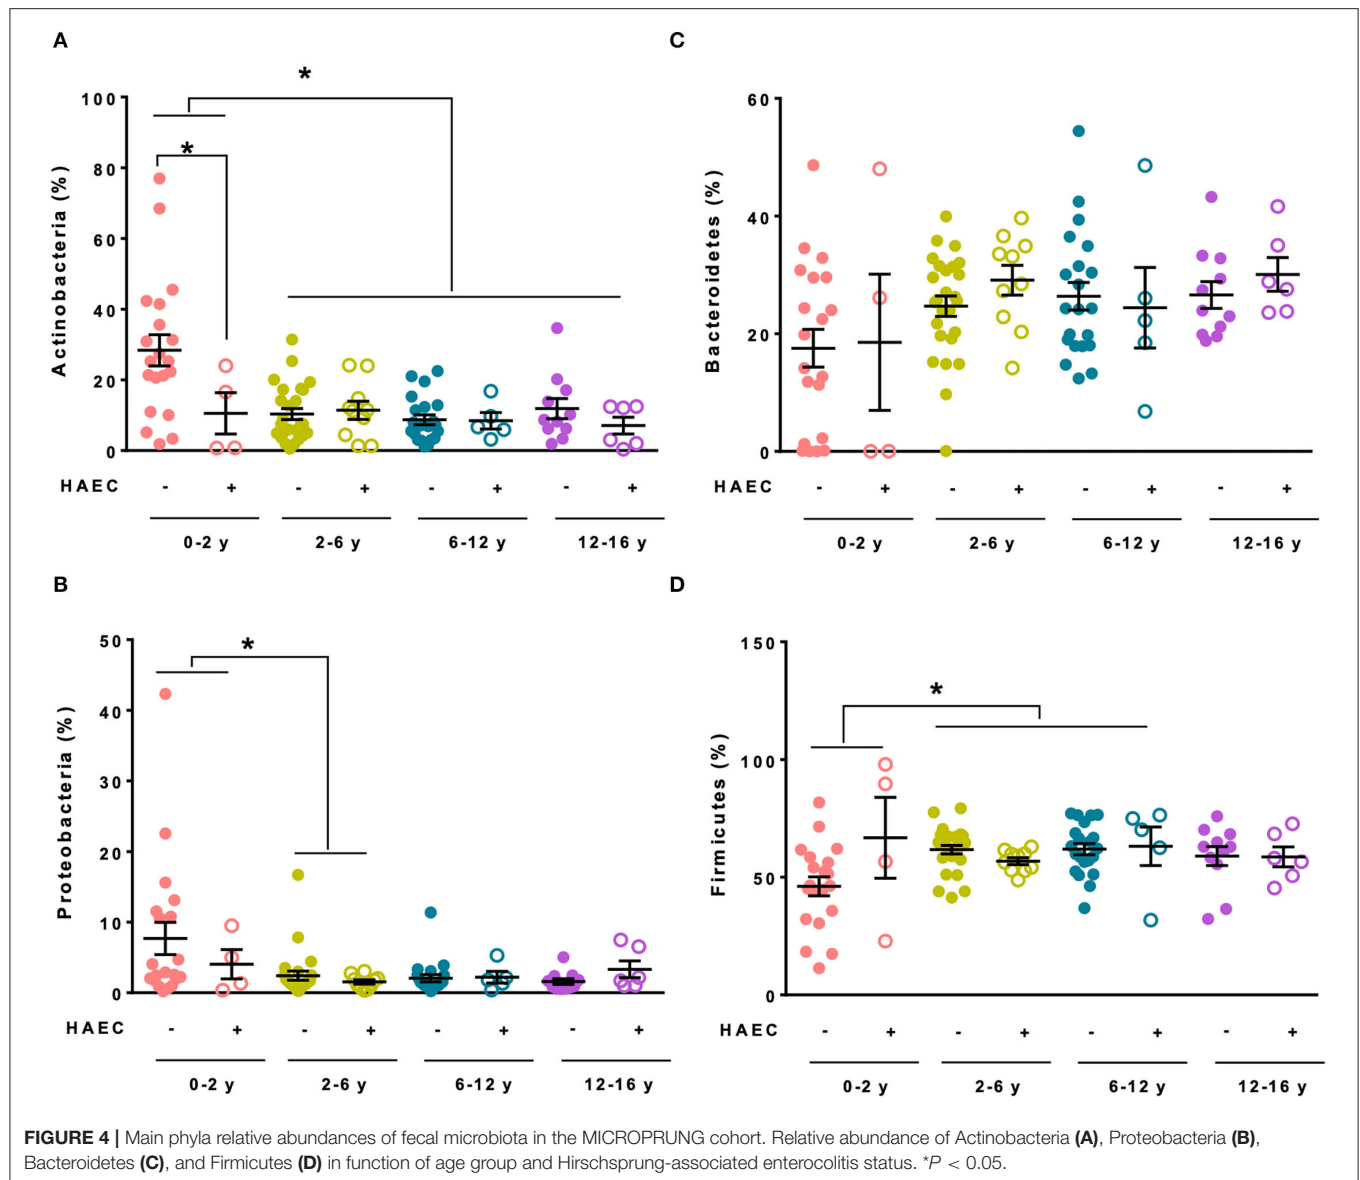 A
*
*
Actinobacteria (%)
100
80
60
40
20
0
HAEC - + - + - + - +
0-2 y 2-6 y 6-12 y 12-16 y
C
Bacteroidetes (%)
60
40
20
0
HAEC - + - + - + - +
0-2 y 2-6 y 6-12 y 12-16 y
B
*
Proteobacteria (%)
50
40
30
20
10
0
HAEC - + - + - + - +
0-2 y 2-6 y 6-12 y 12-16 y
D
*
Firmicutes (%)
150
100
50
0
HAEC - + - + - + - +
0-2 y 2-6 y 6-12 y 12-16 y
FIGURE 4 | Main phyla relative abundances of fecal microbiota in the MICROPRUNG cohort. Relative abundance of Actinobacteria (A), Proteobacteria (B),
Bacteroidetes (C), and Firmicutes (D) in function of age group and Hirschsprung-associated enterocolitis status. *P < 0.05.